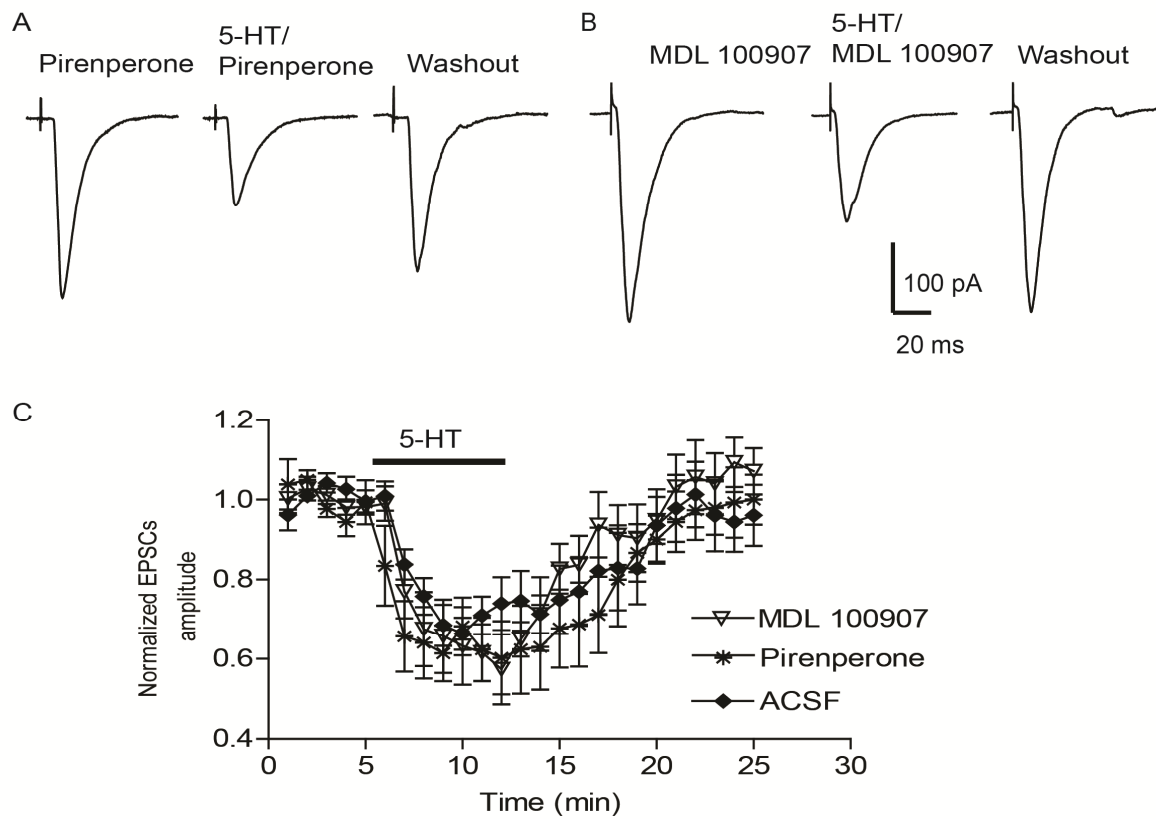 A
B
Pirenperone
5-HT/
Pirenperone
Washout
MDL 100907
5-HT/
MDL 100907
Washout
100 pA
20 ms
C
Normalized EPSCs
amplitude
1.2
1.0
0.8
0.6
0.4
5-HT
MDL 100907
Pirenperone
ACSF
0 5 10 15 20 25 30
Time (min)